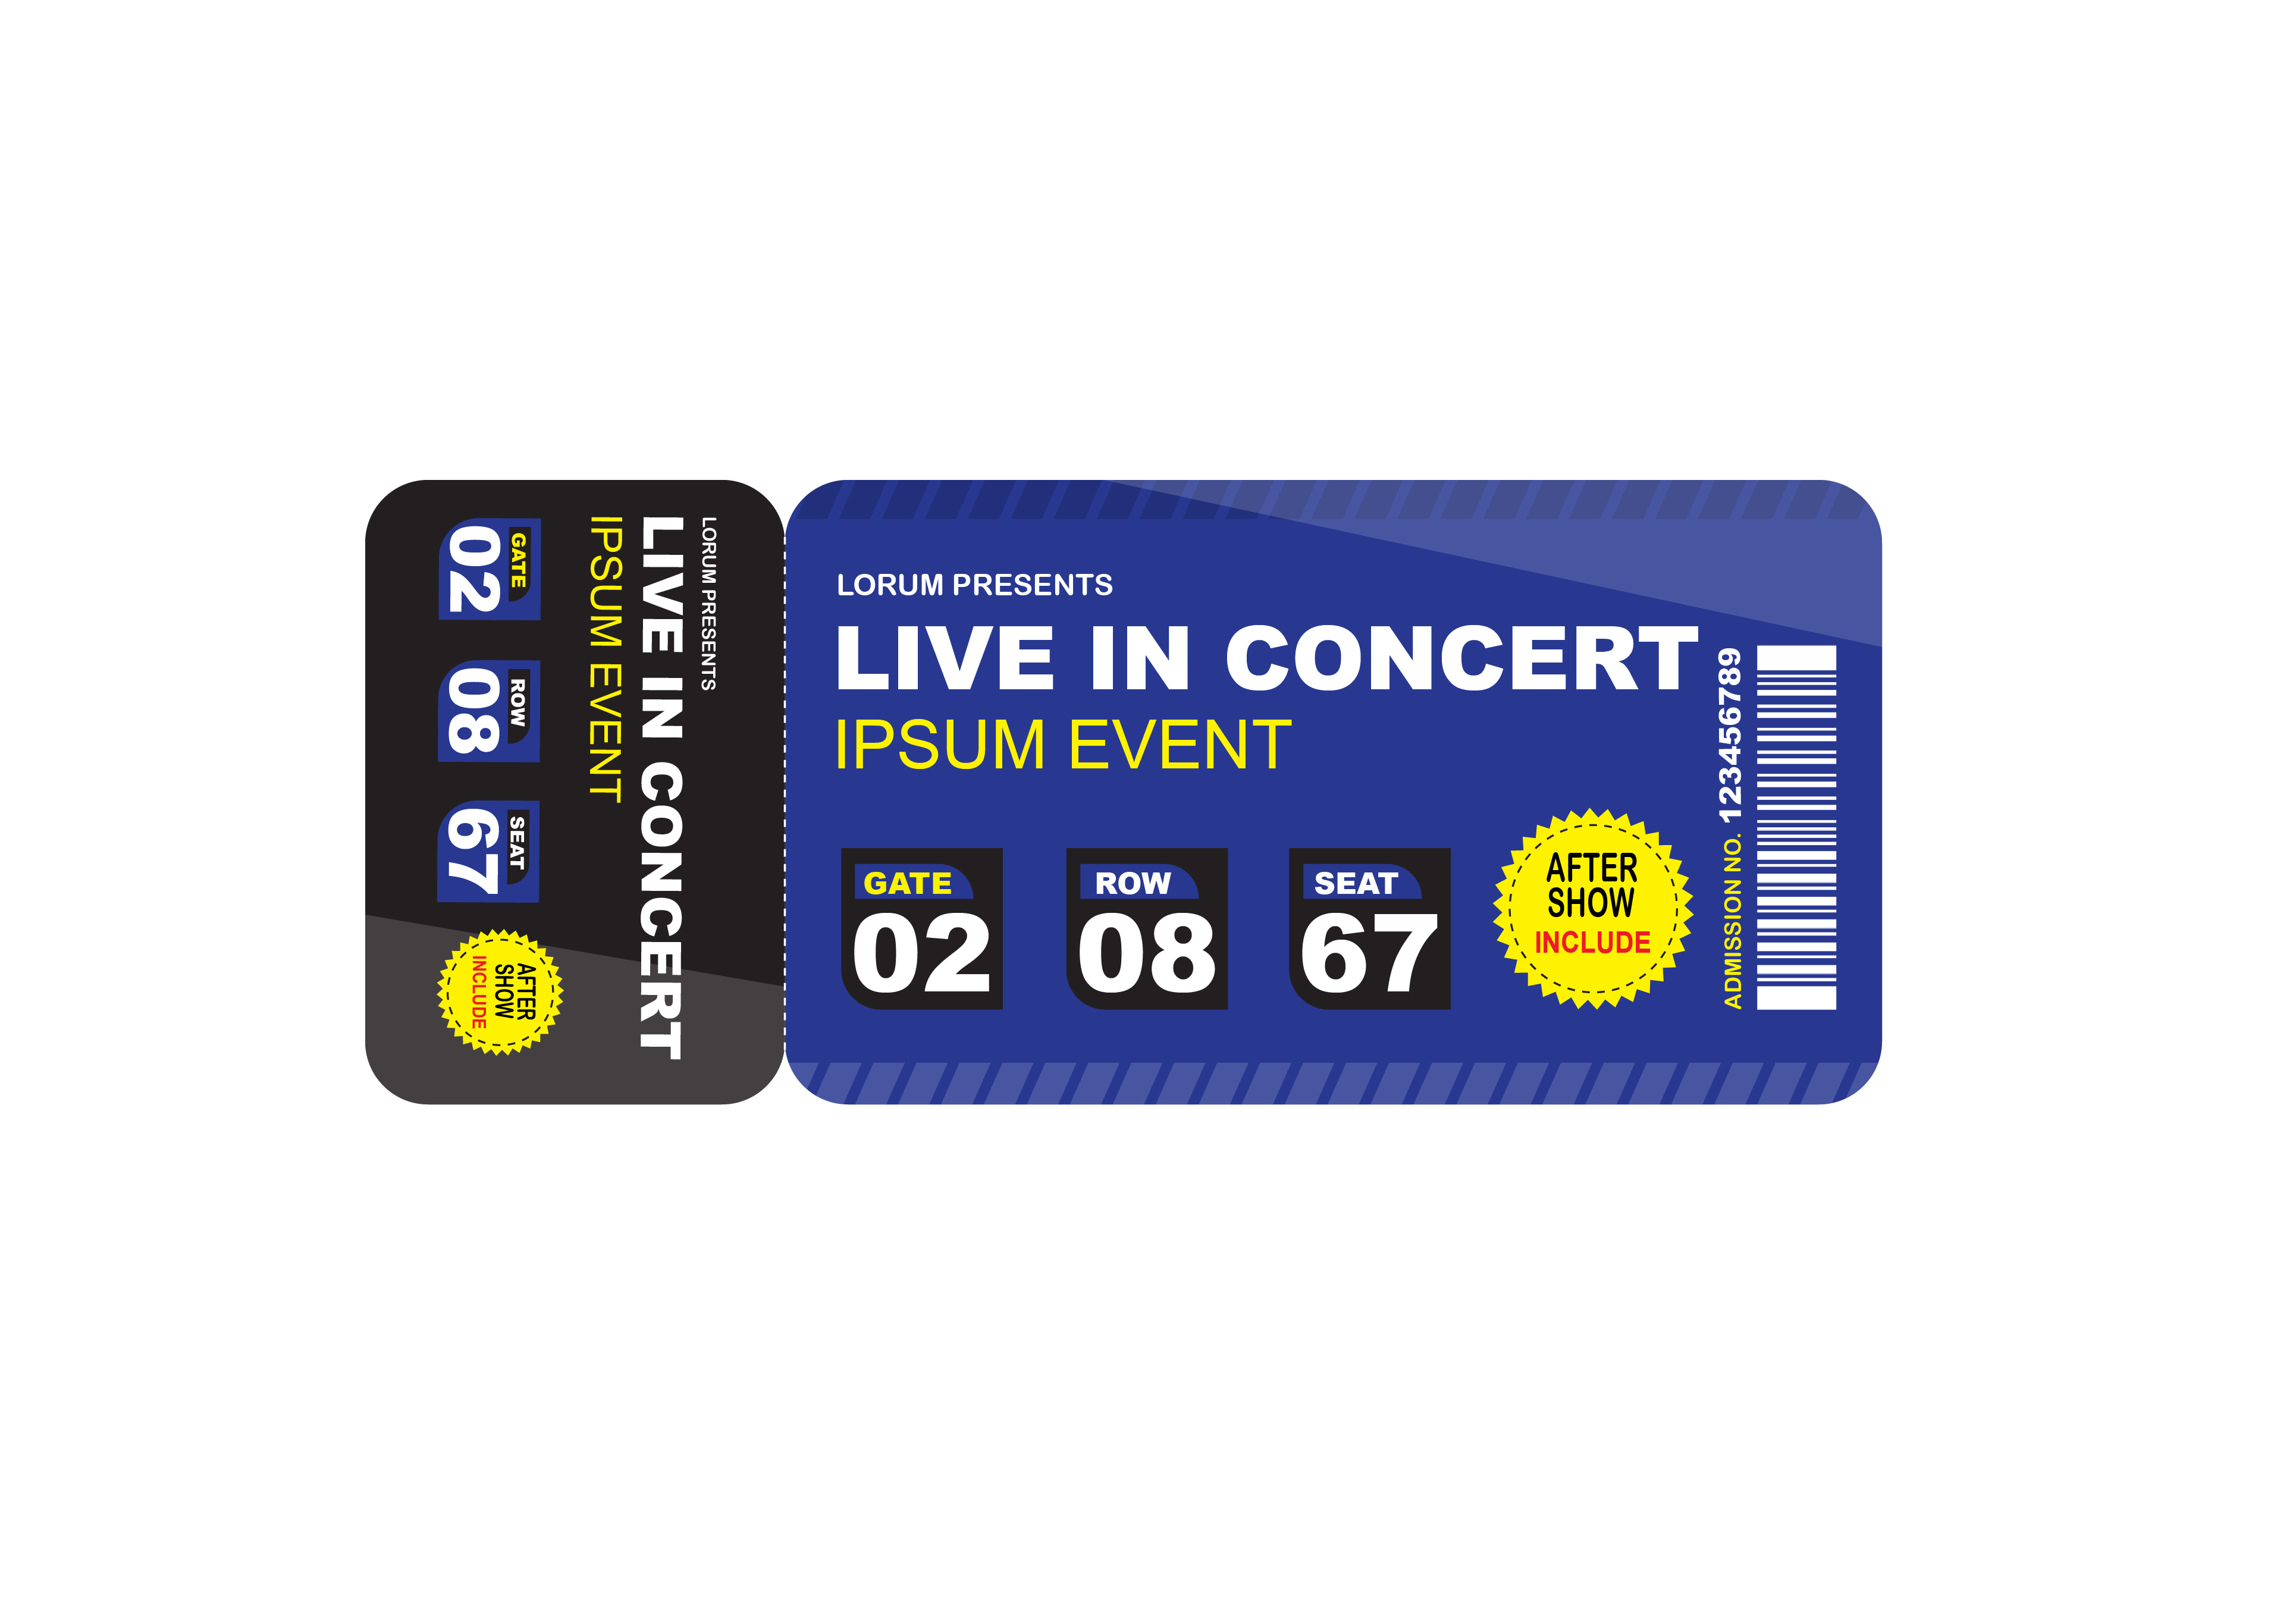 LORUM PRESENTS
LIVE IN CONCERT
IPSUM EVENT
GATE
02
ROW
08
SEAT
67
AFTER
SHOW
INCLUDE
LORUM PRESENTS
LIVE IN CONCERT
IPSUM EVENT
GATE
02
ROW
08
SEAT
67
AFTER
SHOW
INCLUDE
ADMISSION NO. 123456789